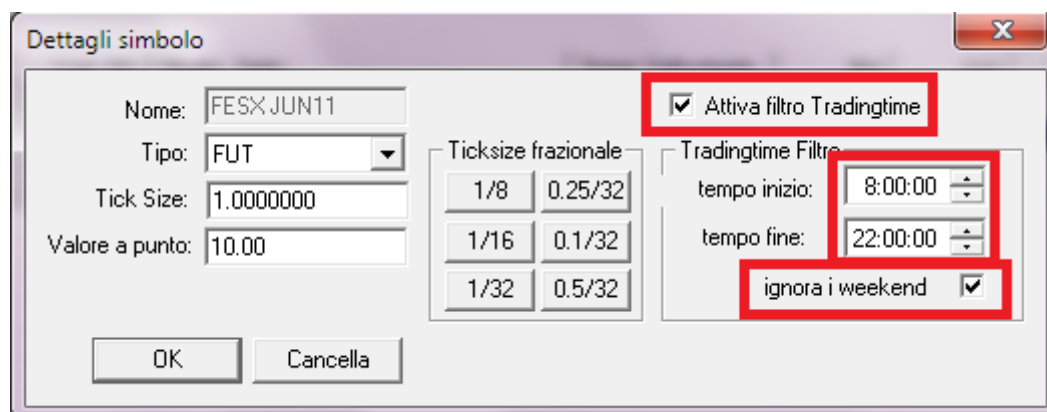 Dettagli simbolo
Nome: FESX JUN11
Tipo: FUT
Tick Size: 1.0000000
Valore a punto: 10.00
Ticksize frazionale
1/8 0.25/32
1/16 0.1/32
1/32 0.5/32
Attiva filtro Tradingtime
Tradingtime Filtro
tempo inizio: 8:00:00
tempo fine: 22:00:00
ignora i weekend
OK Cancella